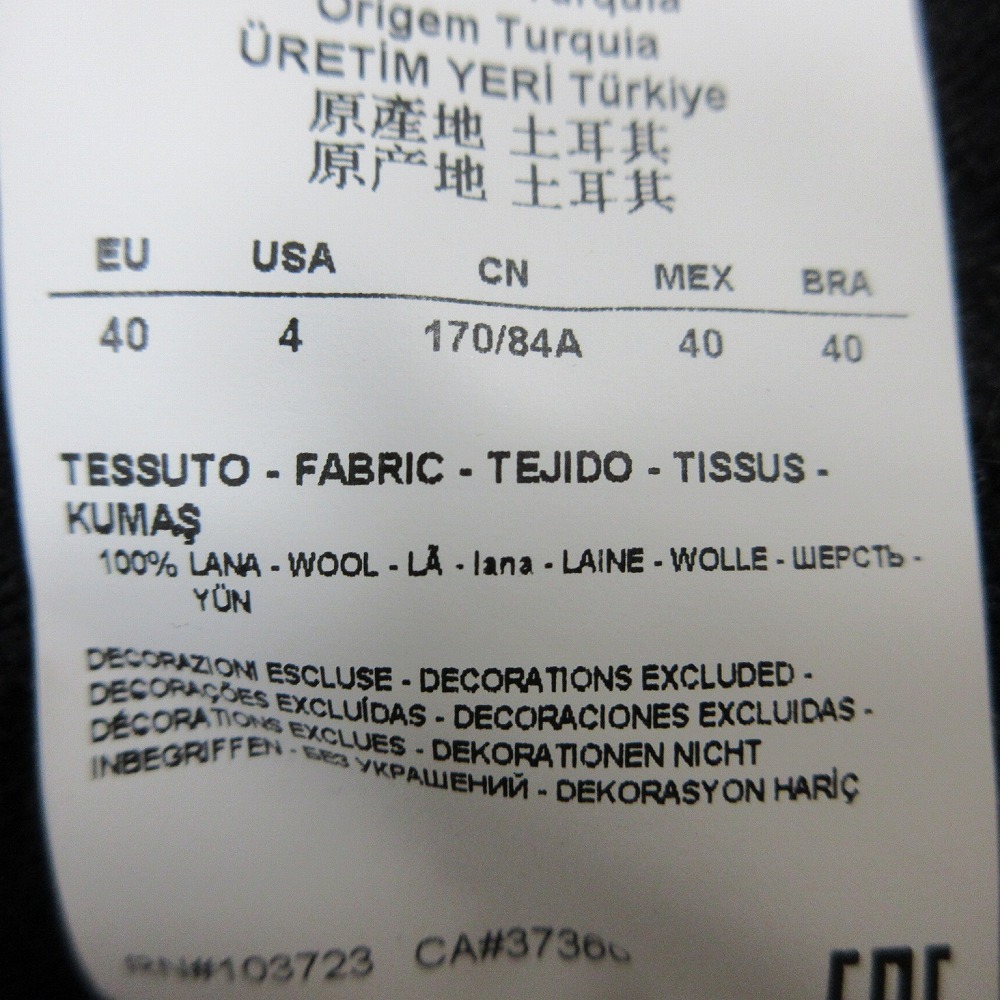 Turquia
Origem Turquia
ÜRETİM YERİ Türkiye
原產地 土耳其
原产地 土耳其
EU USA CN MEX BRA
40 4 170/84A 40 40
TESSUTO - FABRIC - TEJIDO - TISSUS -
KUMAŞ
100% LANA - WOOL - LÃ - lana - LAINE - WOLLE - ШЕРСТЬ -
YÜN
DECORAZIONI ESCLUSE - DECORATIONS EXCLUDED -
DECORAÇÕES EXCLUÍDAS - DECORACIONES EXCLUIDAS -
DÉCORATIONS EXCLUES - DEKORATIONEN NICHT
INBEGRIFFEN - БЕЗ УКРАШЕНИЙ - DEKORASYON HARİÇ
RN#103723 CA#37366